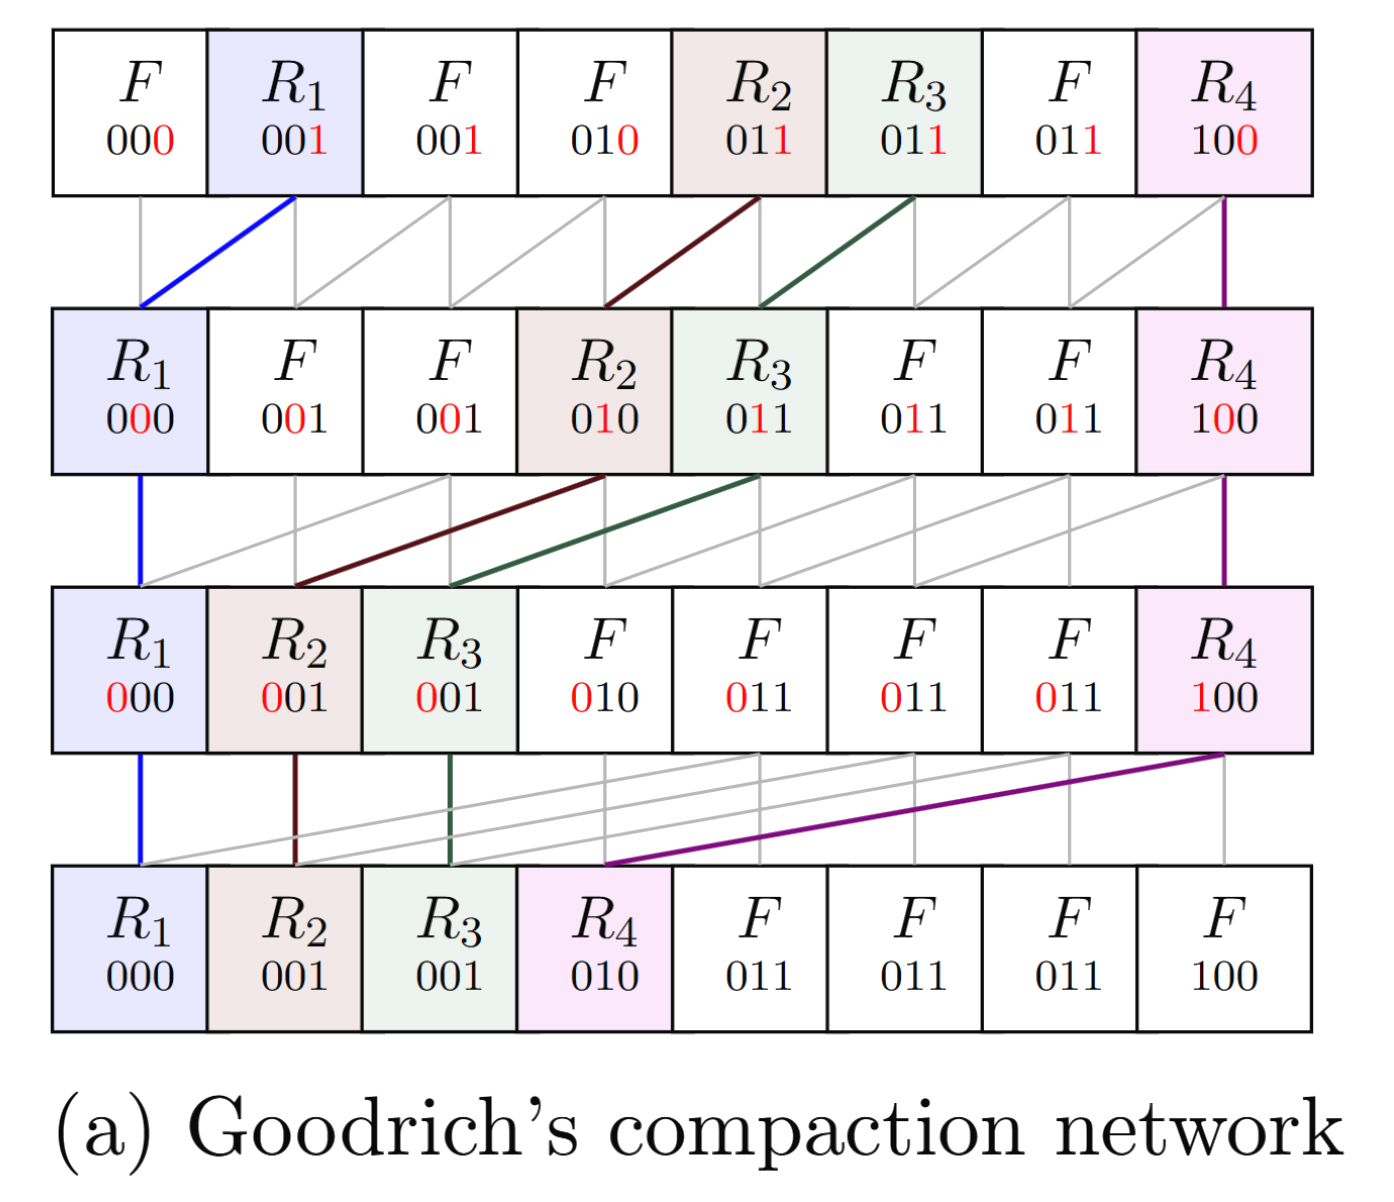 F R₁ F F R₂ R₃ F R₄
000 001 001 010 011 011 011 100
R₁ F F R₂ R₃ F F R₄
000 001 001 010 011 011 011 100
R₁ R₂ R₃ F F F F R₄
000 001 001 010 011 011 011 100
R₁ R₂ R₃ R₄ F F F F
000 001 001 010 011 011 011 100
(a) Goodrich's compaction network